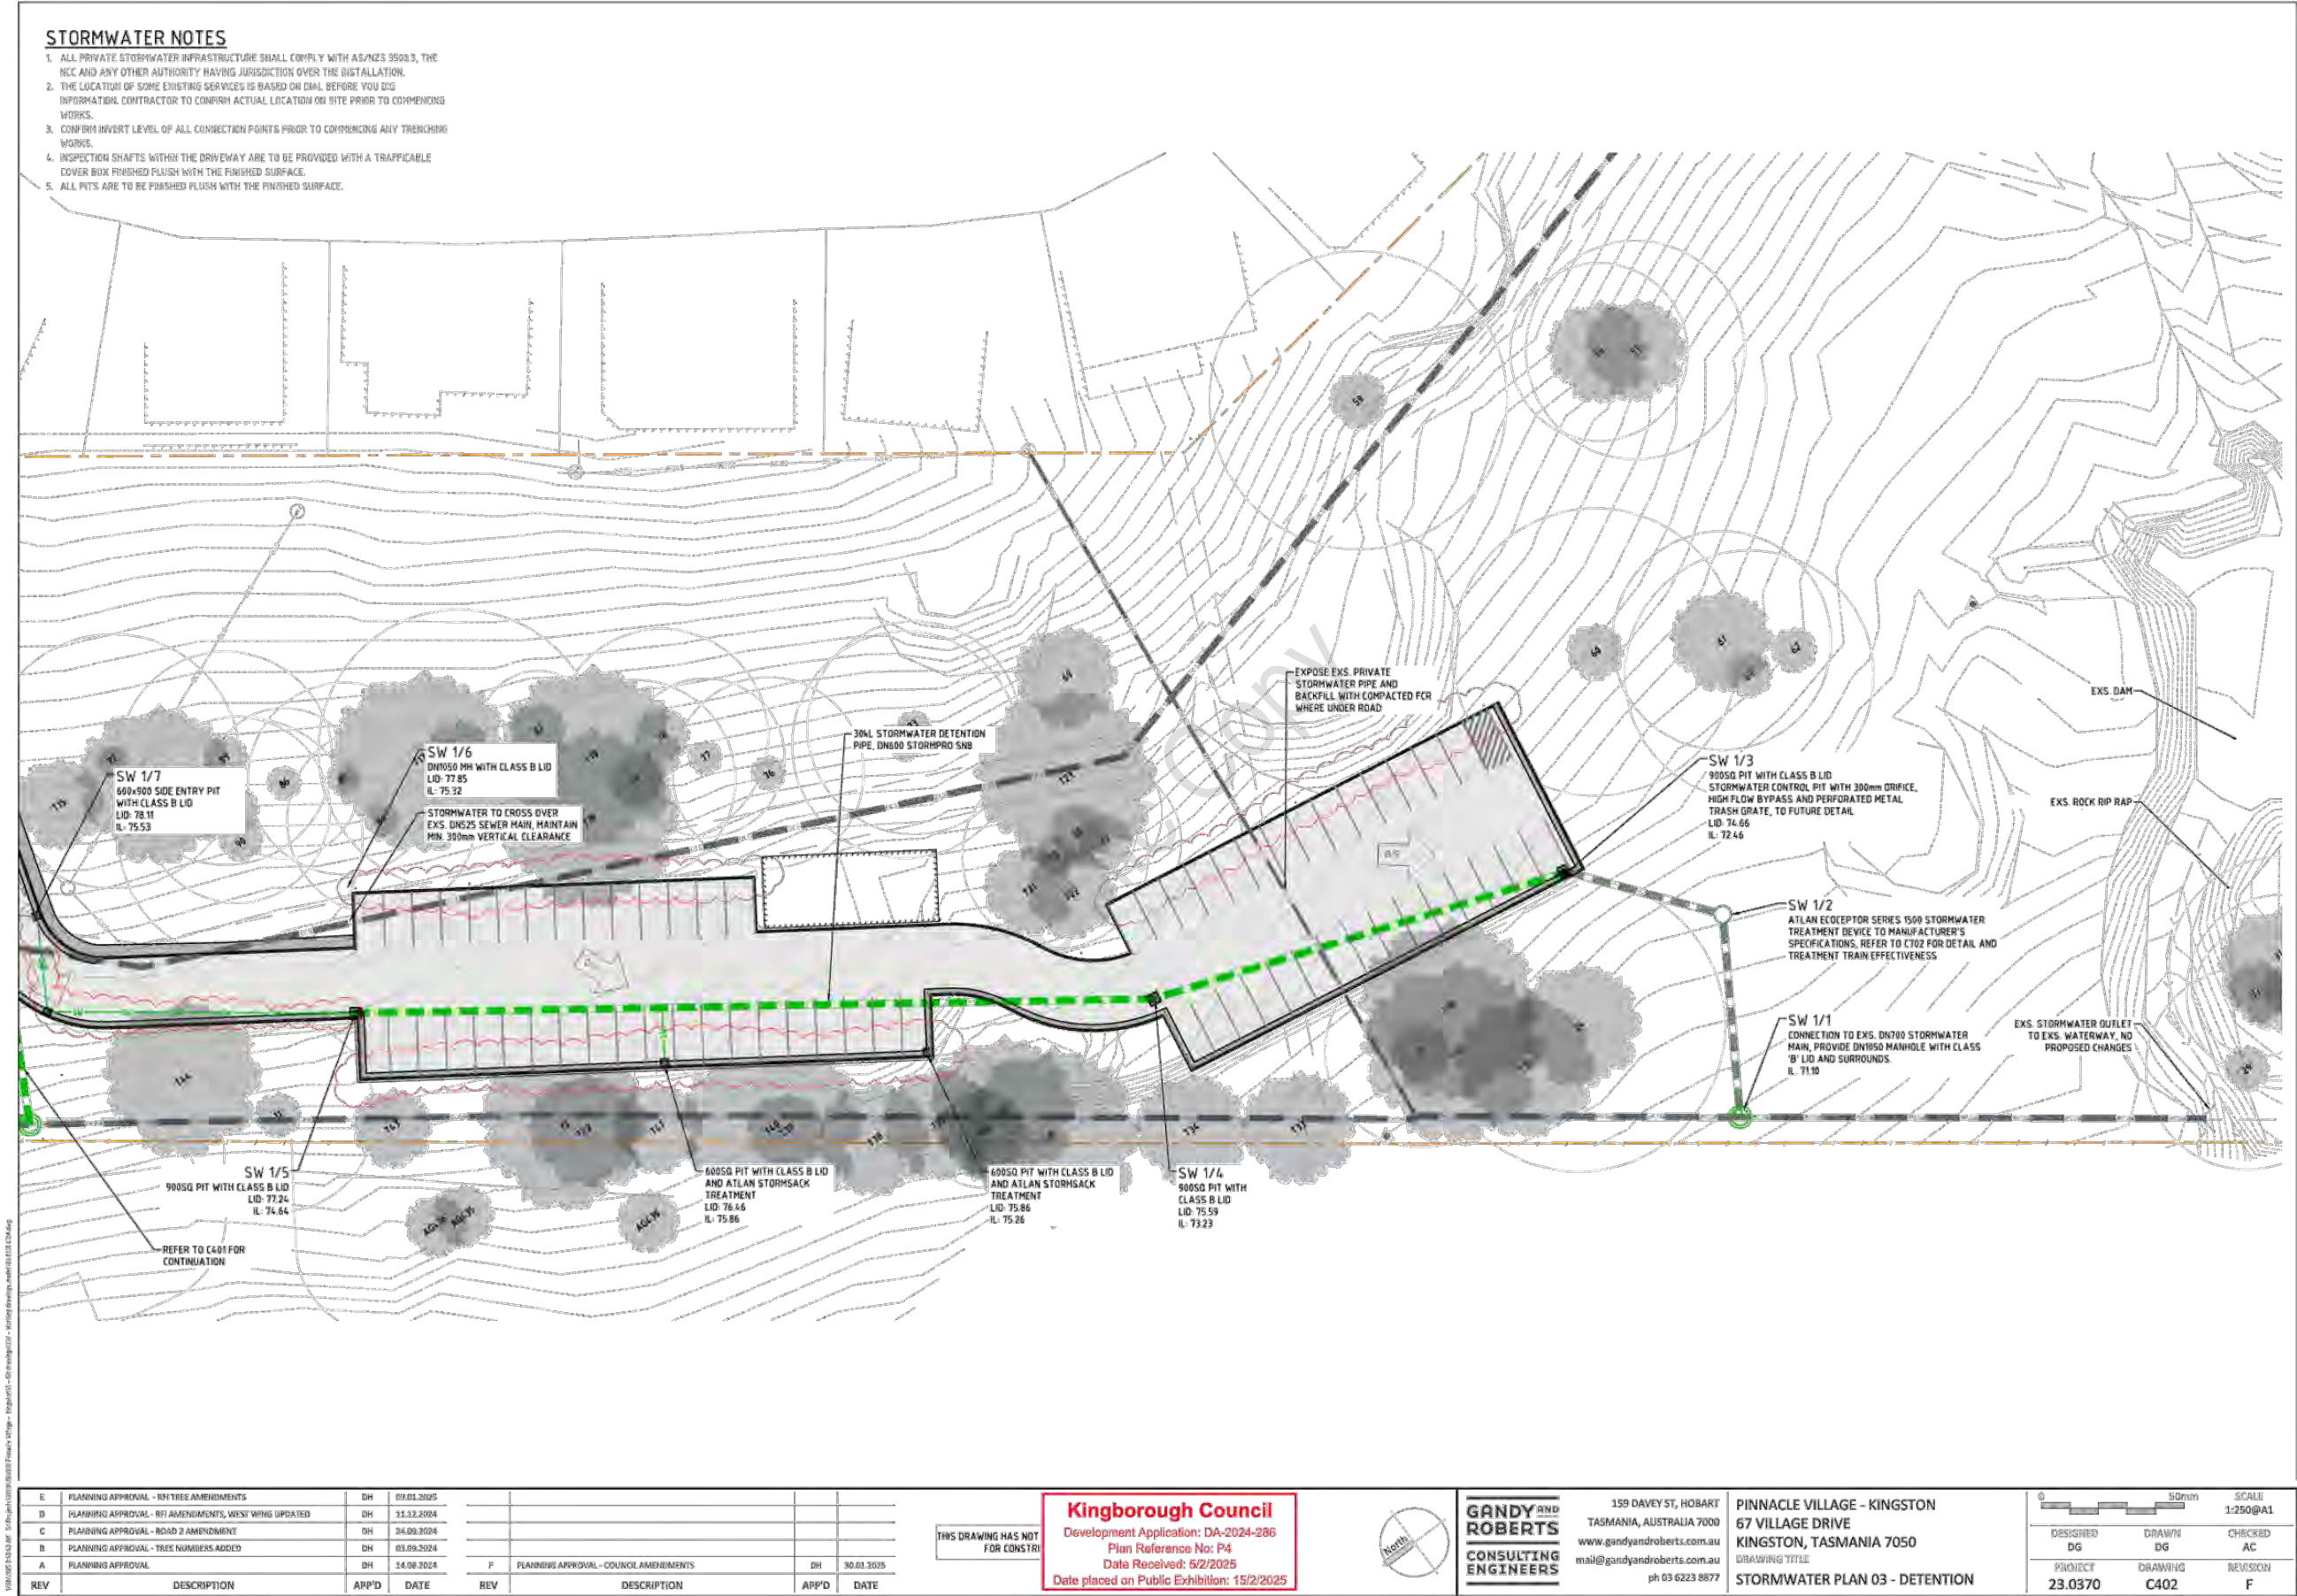 STORMWATER NOTES
1. ALL PRIVATE STORMWATER INFRASTRUCTURE SHALL COMPLY WITH AS/NZS 3500.3, THE
NCC AND ANY OTHER AUTHORITY HAVING JURISDICTION OVER THE INSTALLATION.
2. THE LOCATION OF SOME EXISTING SERVICES IS BASED ON DIAL BEFORE YOU DIG
INFORMATION. CONTRACTOR TO CONFIRM ACTUAL LOCATION ON SITE PRIOR TO COMMENCING
WORKS.
3. CONFIRM INVERT LEVEL OF ALL CONNECTION POINTS PRIOR TO COMMENCING ANY TRENCHING
WORKS.
4. INSPECTION SHAFTS WITHIN THE DRIVEWAY ARE TO BE PROVIDED WITH A TRAFFICABLE
COVER BOX FINISHED FLUSH WITH THE FINISHED SURFACE.
5. ALL PITS ARE TO BE FINISHED FLUSH WITH THE FINISHED SURFACE.
59
60
61
62
EXPOSE EXS. PRIVATE
STORMWATER PIPE AND
BACKFILL WITH COMPACTED FCR
WHERE UNDER ROAD
Copy
EXS. DAM
SW 1/7
600x900 SIDE ENTRY PIT
WITH CLASS B LID
LID: 78.11
IL: 75.53
SW 1/6
DN1050 MH WITH CLASS B LID
LID: 77.85
IL: 75.32
STORMWATER TO CROSS OVER
EXS. DN525 SEWER MAIN, MAINTAIN
MIN. 300mm VERTICAL CLEARANCE
30kL STORMWATER DETENTION
PIPE, DN600 STORMPRO SN8
SW 1/3
900SQ PIT WITH CLASS B LID
STORMWATER CONTROL PIT WITH 300mm ORIFICE,
HIGH FLOW BYPASS AND PERFORATED METAL
TRASH GRATE, TO FUTURE DETAIL
LID: 74.66
IL: 72.46
EXS. ROCK RIP RAP
SW 1/2
ATLAN ECOCEPTOR SERIES 1500 STORMWATER
TREATMENT DEVICE TO MANUFACTURER'S
SPECIFICATIONS, REFER TO C702 FOR DETAIL AND
TREATMENT TRAIN EFFECTIVENESS
SW 1/1
CONNECTION TO EXS. DN700 STORMWATER
MAIN, PROVIDE DN1050 MANHOLE WITH CLASS
'B' LID AND SURROUNDS.
IL: 71.10
EXS. STORMWATER OUTLET
TO EXS. WATERWAY, NO
PROPOSED CHANGES
SW 1/5
900SQ PIT WITH CLASS B LID
LID: 77.24
IL: 74.64
REFER TO C401 FOR
CONTINUATION
600SQ PIT WITH CLASS B LID
AND ATLAN STORMSACK
TREATMENT
LID: 76.46
IL: 75.86
600SQ PIT WITH CLASS B LID
AND ATLAN STORMSACK
TREATMENT
LID: 75.86
IL: 75.26
SW 1/4
900SQ PIT WITH
CLASS B LID
LID: 75.59
IL: 73.23
E PLANNING APPROVAL - RFI TREE AMENDMENTS DH 09.01.2025
D PLANNING APPROVAL - RFI AMENDMENTS, WEST WING UPDATED DH 11.12.2024
C PLANNING APPROVAL - ROAD 2 AMENDMENT DH 24.09.2024
B PLANNING APPROVAL - TREE NUMBERS ADDED DH 03.09.2024
A PLANNING APPROVAL DH 14.08.2024
REV DESCRIPTION APP'D DATE
F PLANNING APPROVAL - COUNCIL AMENDMENTS DH 30.01.2025
REV DESCRIPTION APP'D DATE
THIS DRAWING HAS NOT
FOR CONSTR
Kingborough Council
Development Application: DA-2024-286
Plan Reference No: P4
Date Received: 5/2/2025
Date placed on Public Exhibition: 15/2/2025
North
GANDY AND
ROBERTS
CONSULTING
ENGINEERS
159 DAVEY ST, HOBART
TASMANIA, AUSTRALIA 7000
www.gandyandroberts.com.au
mail@gandyandroberts.com.au
ph 03 6223 8877
PINNACLE VILLAGE - KINGSTON
67 VILLAGE DRIVE
KINGSTON, TASMANIA 7050
DRAWING TITLE
STORMWATER PLAN 03 - DETENTION
0 50mm
SCALE
1:250@A1
DESIGNED DRAWN CHECKED
DG DG AC
PROJECT DRAWING REVISION
23.0370 C402 F